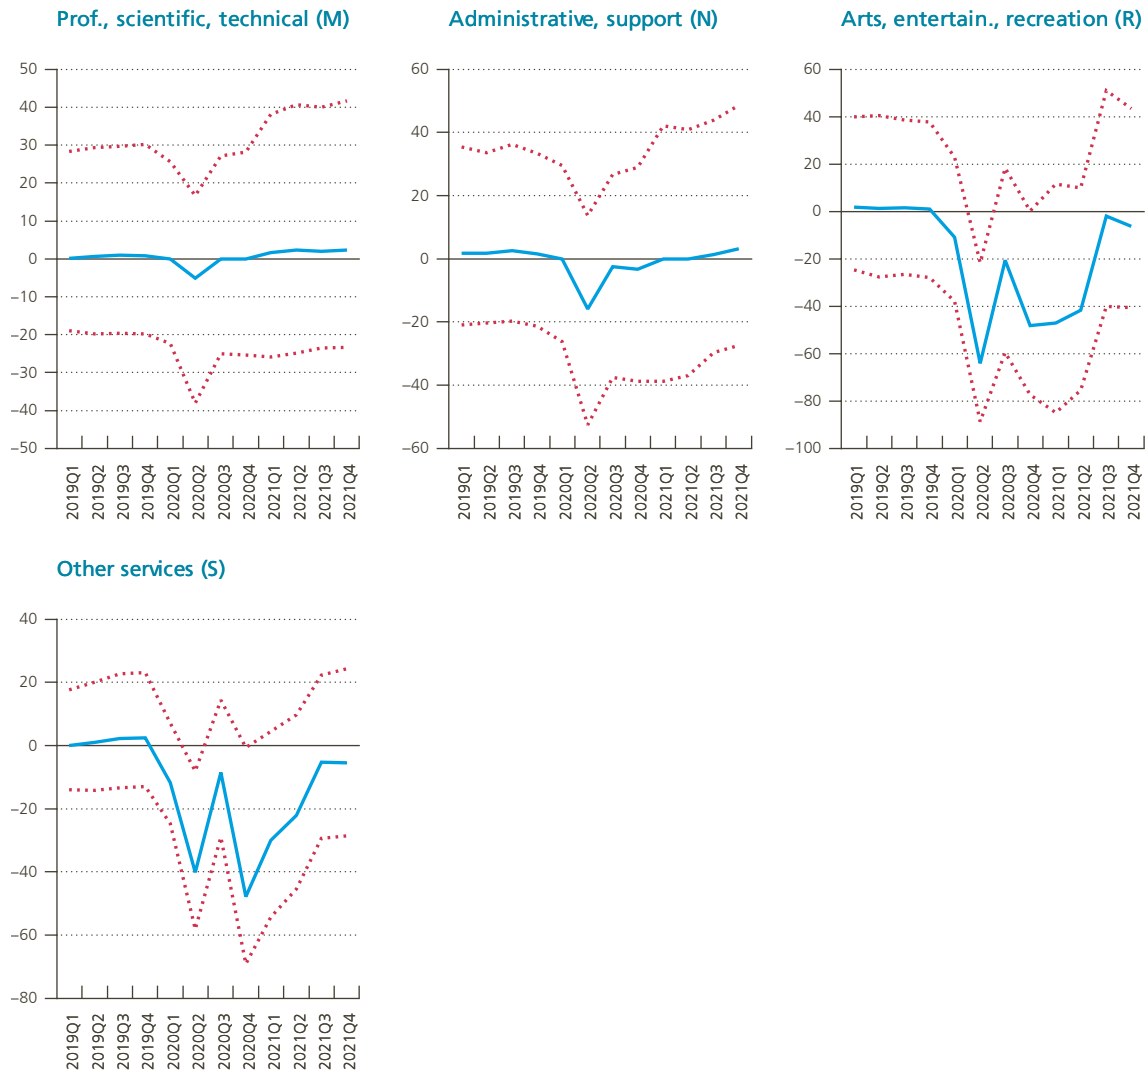 Prof., scientific, technical (M)
50
40
30
20
10
0
–10
–20
–30
–40
–50
2019Q1
2019Q2
2019Q3
2019Q4
2020Q1
2020Q2
2020Q3
2020Q4
2021Q1
2021Q2
2021Q3
2021Q4
Administrative, support (N)
60
40
20
0
–20
–40
–60
2019Q1
2019Q2
2019Q3
2019Q4
2020Q1
2020Q2
2020Q3
2020Q4
2021Q1
2021Q2
2021Q3
2021Q4
Arts, entertain., recreation (R)
60
40
20
0
–20
–40
–60
–80
–100
2019Q1
2019Q2
2019Q3
2019Q4
2020Q1
2020Q2
2020Q3
2020Q4
2021Q1
2021Q2
2021Q3
2021Q4
Other services (S)
40
20
0
–20
–40
–60
–80
2019Q1
2019Q2
2019Q3
2019Q4
2020Q1
2020Q2
2020Q3
2020Q4
2021Q1
2021Q2
2021Q3
2021Q4